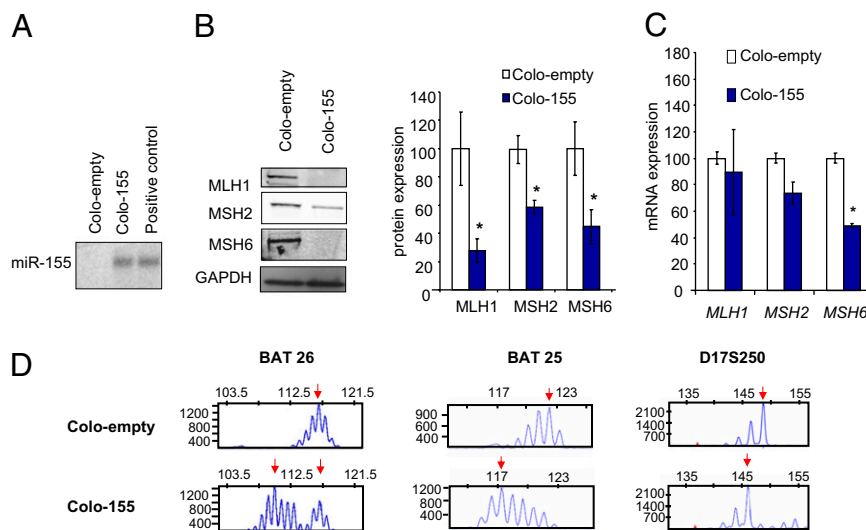 A
Colo-empty
Colo-155
Positive control
miR-155
B
Colo-empty
Colo-155
MLH1
MSH2
MSH6
GAPDH
Colo-empty
Colo-155
protein expression
140
120
100
80
60
40
20
0
*
*
*
MLH1 MSH2 MSH6
C
Colo-empty
Colo-155
mRNA expression
180
160
140
120
100
80
60
40
20
0
*
MLH1 MSH2 MSH6
D
BAT 26 BAT 25 D17S250
Colo-empty
103.5 112.5 121.5
1200
800
400
117 123
900
600
400
135 145 155
2100
1400
700
Colo-155
103.5 112.5 121.5
1200
800
400
117 123
1200
800
400
135 145 155
2100
1400
700